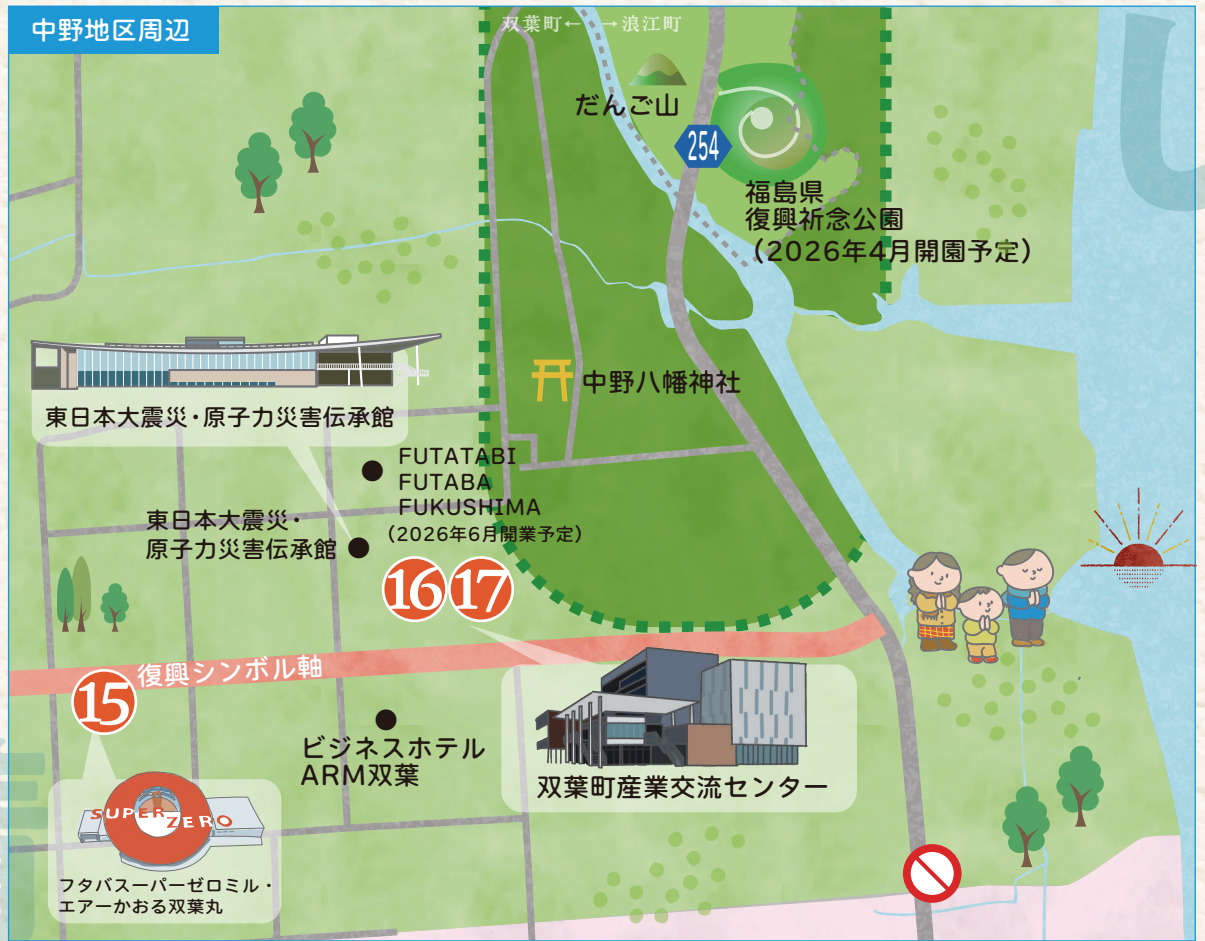 中野地区周辺
双葉町← →浪江町
だんご山
254
福島県
復興祈念公園
(2026年4月開園予定)
中野八幡神社
東日本大震災・原子力災害伝承館
FUTATABI
FUTABA
FUKUSHIMA
(2026年6月開業予定)
東日本大震災・
原子力災害伝承館
16 17
復興シンボル軸
15
ビジネスホテル
ARM双葉
双葉町産業交流センター
SUPER ZERO
フタバスーパーゼロミル・
エアーかおる双葉丸